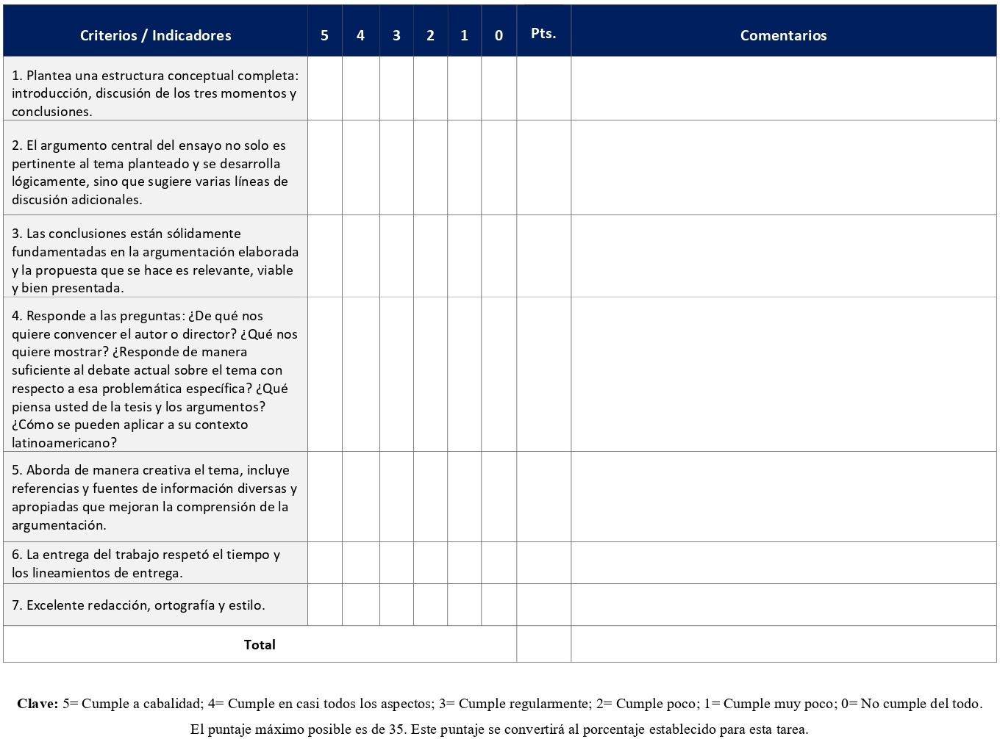 Criterios / Indicadores 5 4 3 2 1 0 Pts. Comentarios
1. Plantea una estructura conceptual completa:
introducción, discusión de los tres momentos y
conclusiones.
2. El argumento central del ensayo no solo es
pertinente al tema planteado y se desarrolla
lógicamente, sino que sugiere varias líneas de
discusión adicionales.
3. Las conclusiones están sólidamente
fundamentadas en la argumentación elaborada
y la propuesta que se hace es relevante, viable
y bien presentada.
4. Responde a las preguntas: ¿De qué nos
quiere convencer el autor o director? ¿Qué nos
quiere mostrar? ¿Responde de manera
suficiente al debate actual sobre el tema con
respecto a esa problemática específica? ¿Qué
piensa usted de la tesis y los argumentos?
¿Cómo se pueden aplicar a su contexto
latinoamericano?
5. Aborda de manera creativa el tema, incluye
referencias y fuentes de información diversas y
apropiadas que mejoran la comprensión de la
argumentación.
6. La entrega del trabajo respetó el tiempo y
los lineamientos de entrega.
7. Excelente redacción, ortografía y estilo.
Total
Clave: 5= Cumple a cabalidad; 4= Cumple en casi todos los aspectos; 3= Cumple regularmente; 2= Cumple poco; 1= Cumple muy poco; 0= No cumple del todo.
El puntaje máximo posible es de 35. Este puntaje se convertirá al porcentaje establecido para esta tarea.